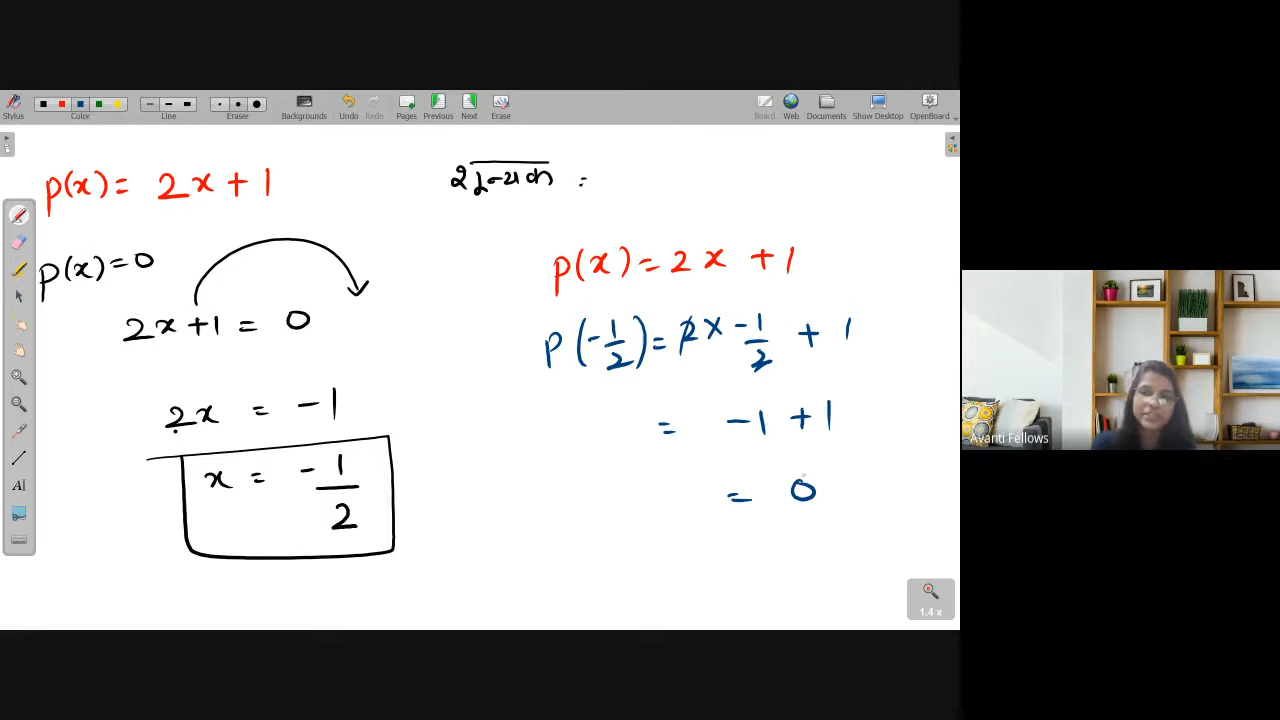 Stylus
Color
Line
Eraser
Backgrounds
Undo
Redo
Pages
Previous
Next
Erase
Board
Web
Documents
Show Desktop
OpenBoard
p(x) = 2x + 1
p(x) = 0
2x + 1 = 0
2x = -1
x = -1/2
=
p(x) = 2x + 1
P(-1/2) = 2 x -1/2 + 1
= -1 + 1
= 0
1.4 x
Avanti Fellows